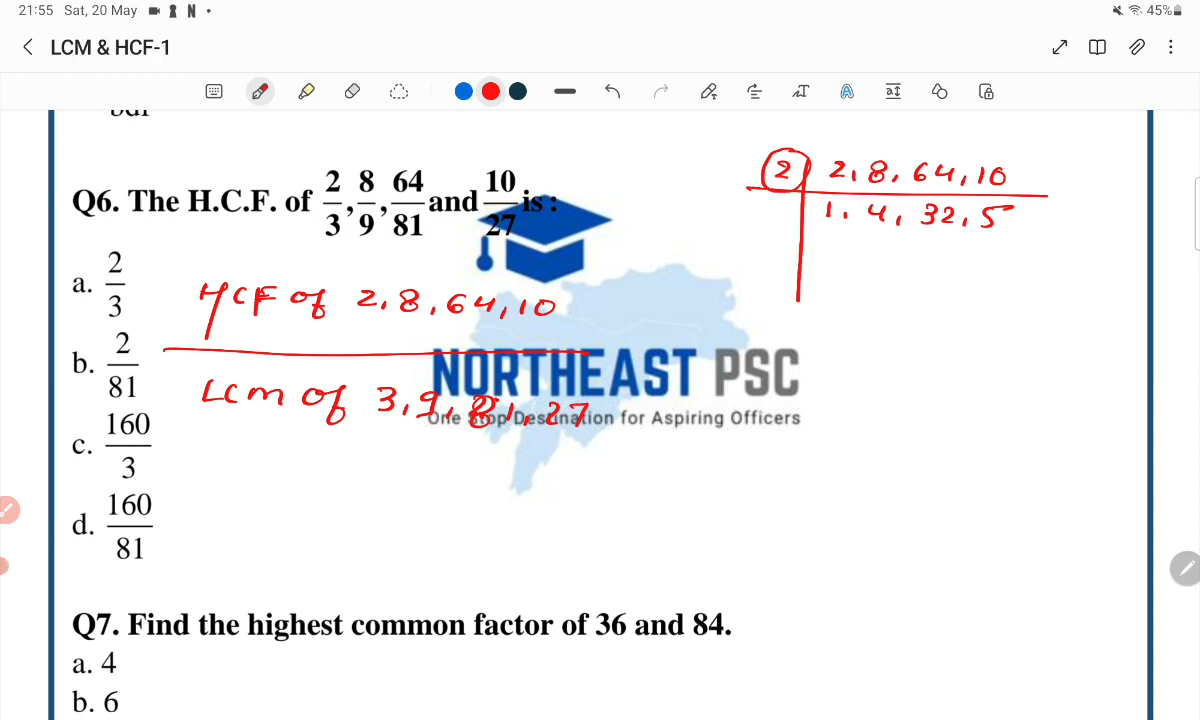 21:55 Sat, 20 May N •
45%
LCM & HCF-1
Q6. The H.C.F. of 2/3, 8/9, 64/81 and 10/27 is :
2 2, 8, 64, 10
1, 4, 32, 5
a. 2/3
HCF of 2, 8, 64, 10
b. 2/81
LCM of 3, 9, 81, 27
NORTHEAST PSC
One Stop Destination for Aspiring Officers
c. 160/3
d. 160/81
Q7. Find the highest common factor of 36 and 84.
a. 4
b. 6